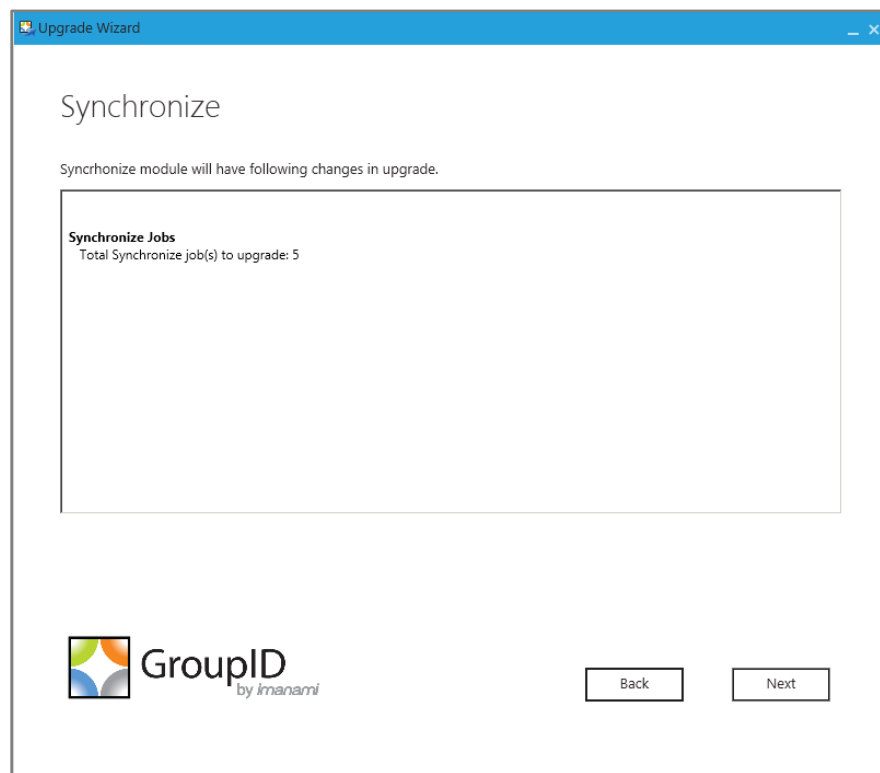 Upgrade Wizard
Synchronize
Syncrhonize module will have following changes in upgrade.
Synchronize Jobs
Total Synchronize job(s) to upgrade: 5
GroupID
by imanami
Back
Next